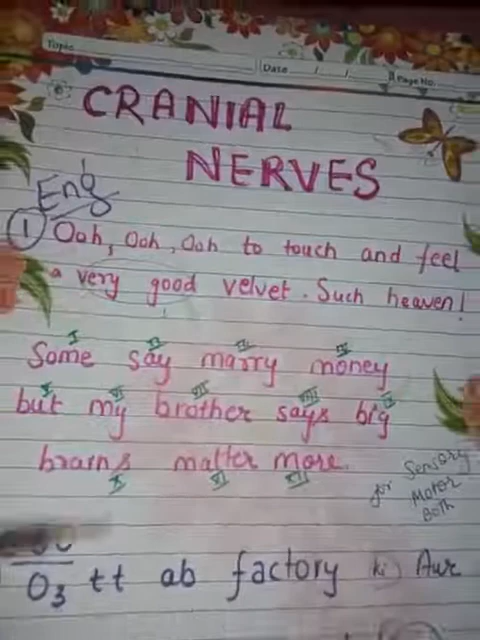 Topic
Date / / Page No.
CRANIAL
NERVES
Eng
① Ooh, Ooh, Ooh to touch and feel
a very good velvet. Such heaven!
I II III IV
Some say marry money
V VI VII VIII IX
but my brother says big
brains matter more.
X XI XII
for Sensory
Motor
Both
O3 tt ab factory ki Aur